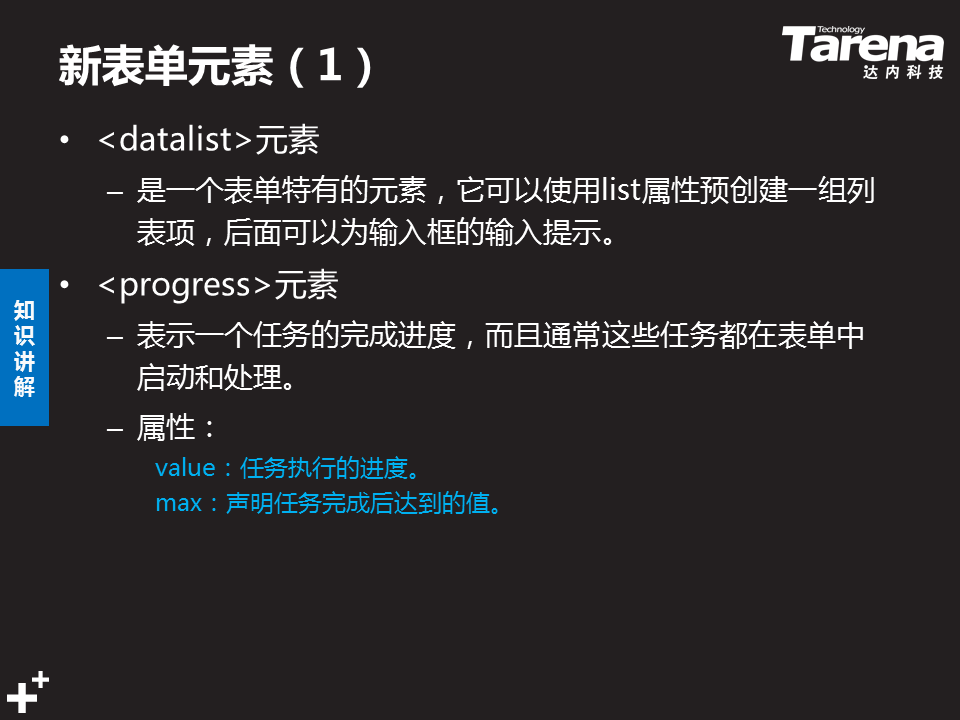 新表单元素（1）
Technology
Tarena
达内科技
• <datalist>元素
– 是一个表单特有的元素，它可以使用list属性预创建一组列
表项，后面可以为输入框的输入提示。
• <progress>元素
– 表示一个任务的完成进度，而且通常这些任务都在表单中
启动和处理。
– 属性：
value：任务执行的进度。
max：声明任务完成后达到的值。
知
识
讲
解